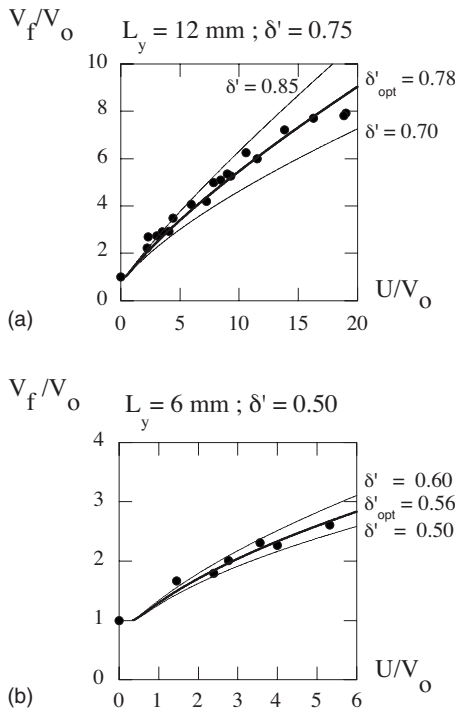 V_f/V_o
L_y = 12 mm ; δ' = 0.75
10
8
6
4
2
0
δ' = 0.85
δ'_opt = 0.78
δ' = 0.70
0 5 10 15 20
U/V_o
(a)
V_f/V_o
L_y = 6 mm ; δ' = 0.50
4
3
2
1
0
δ' = 0.60
δ'_opt = 0.56
δ' = 0.50
0 1 2 3 4 5 6
U/V_o
(b)